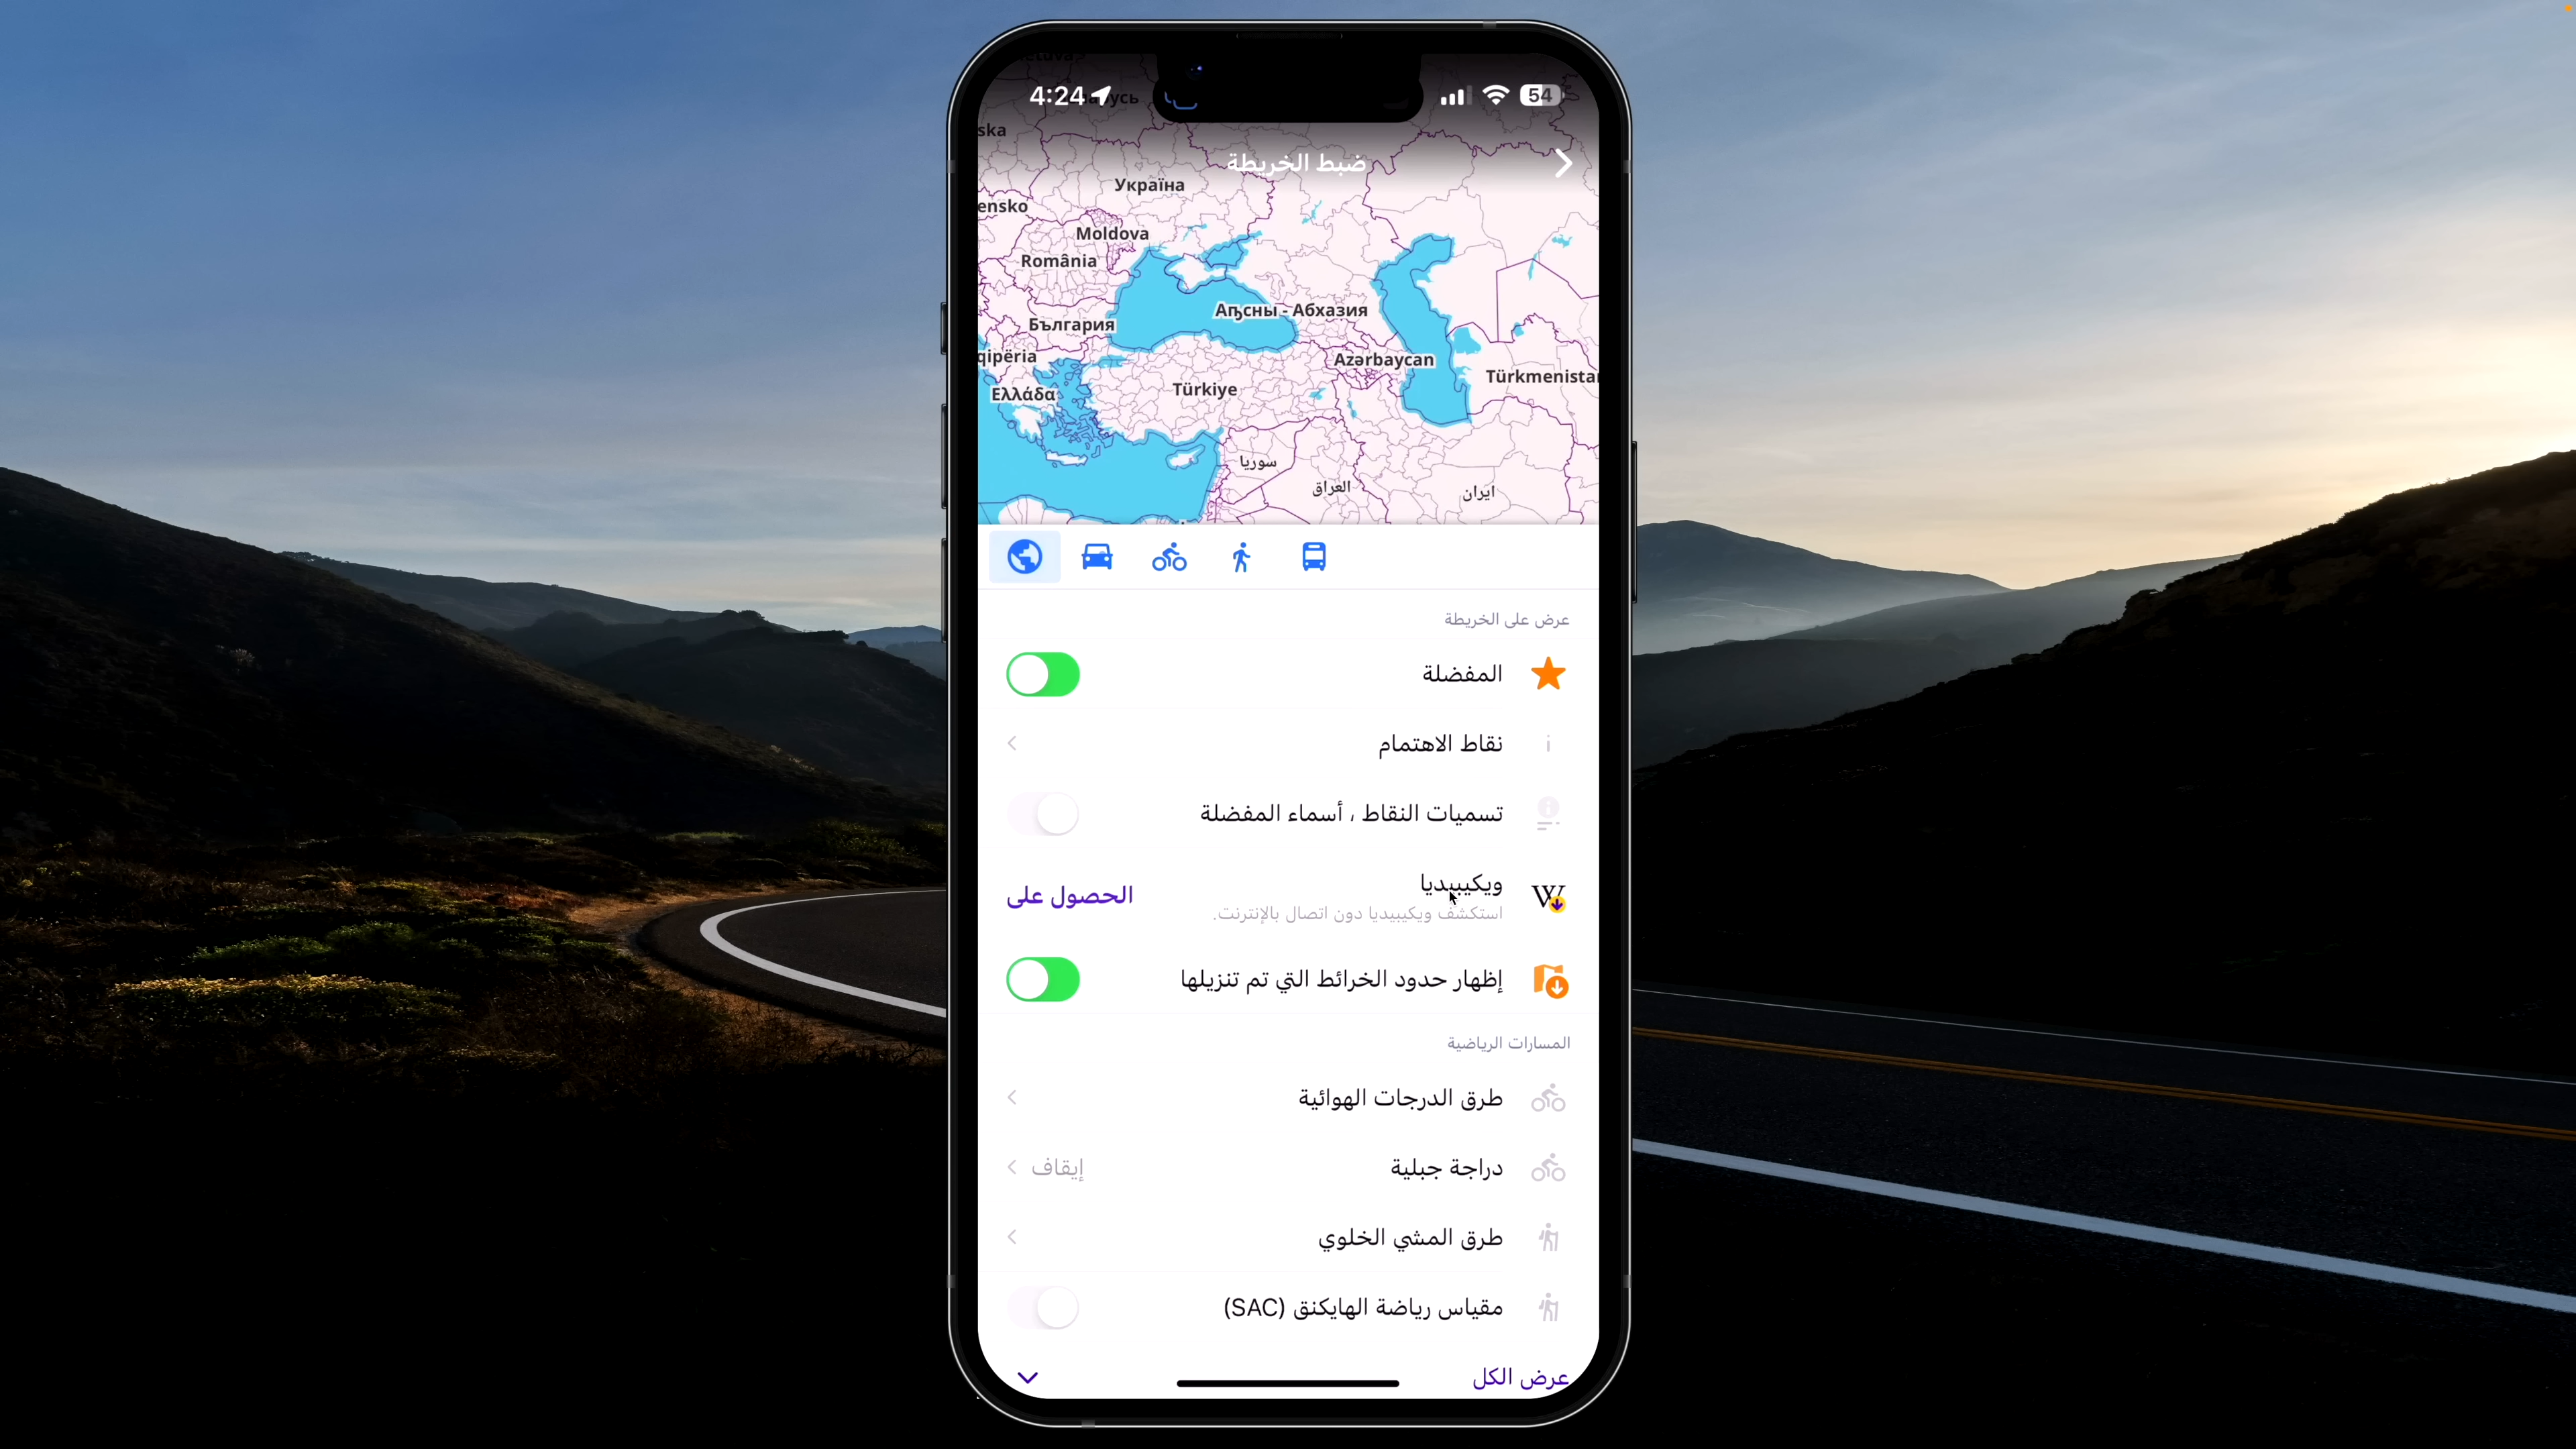 4:24
54
ska
ضبط الخريطة
Україна
ensko
Moldova
România
Аҧсны - Абхазия
България
qipëria
Azərbaycan
Türkmenista
Türkiye
Ελλάδα
سوريا
العراق
ايران
عرض على الخريطة
المفضلة
نقاط الاهتمام
تسميات النقاط ، أسماء المفضلة
ويكيبيديا
الحصول على
استكشف ويكيبيديا دون اتصال بالإنترنت.
إظهار حدود الخرائط التي تم تنزيلها
المسارات الرياضية
طرق الدرجات الهوائية
دراجة جبلية
إيقاف
طرق المشي الخلوي
مقياس رياضة الهايكنق (SAC)
عرض الكل